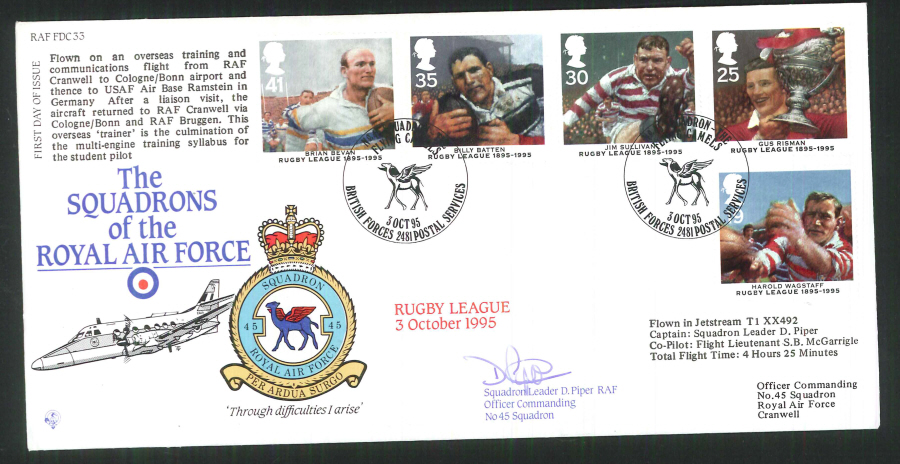 RAF FDC 33
FIRST DAY OF ISSUE
Flown on an overseas training and
communications flight from RAF
Cranwell to Cologne/Bonn airport and
thence to USAF Air Base Ramstein in
Germany After a liaison visit, the
aircraft returned to RAF Cranwell via
Cologne/Bonn and RAF Bruggen. This
overseas 'trainer' is the culmination of
the multi-engine training syllabus for
the student pilot
The
SQUADRONS
of the
ROYAL AIR FORCE
41
BRIAN BEVAN
RUGBY LEAGUE 1895-1995
35
BILLY BATTEN
RUGBY LEAGUE 1895-1995
30
JIM SULLIVAN
RUGBY LEAGUE 1895-1995
25
GUS RISMAN
RUGBY LEAGUE 1895-1995
HAROLD WAGSTAFF
RUGBY LEAGUE 1895-1995
FLYING CAMELS
3 OCT 95
BRITISH FORCES 2481 POSTAL SERVICES
FLYING CAMELS
3 OCT 95
BRITISH FORCES 2481 POSTAL SERVICES
SQUADRON
45 45
ROYAL AIR FORCE
PER ARDUA SURGO
'Through difficulties I arise'
RUGBY LEAGUE
3 October 1995
Squadron Leader D. Piper RAF
Officer Commanding
No 45 Squadron
Flown in Jetstream T1 XX492
Captain: Squadron Leader D. Piper
Co-Pilot: Flight Lieutenant S.B. McGarrigle
Total Flight Time: 4 Hours 25 Minutes
Officer Commanding
No.45 Squadron
Royal Air Force
Cranwell